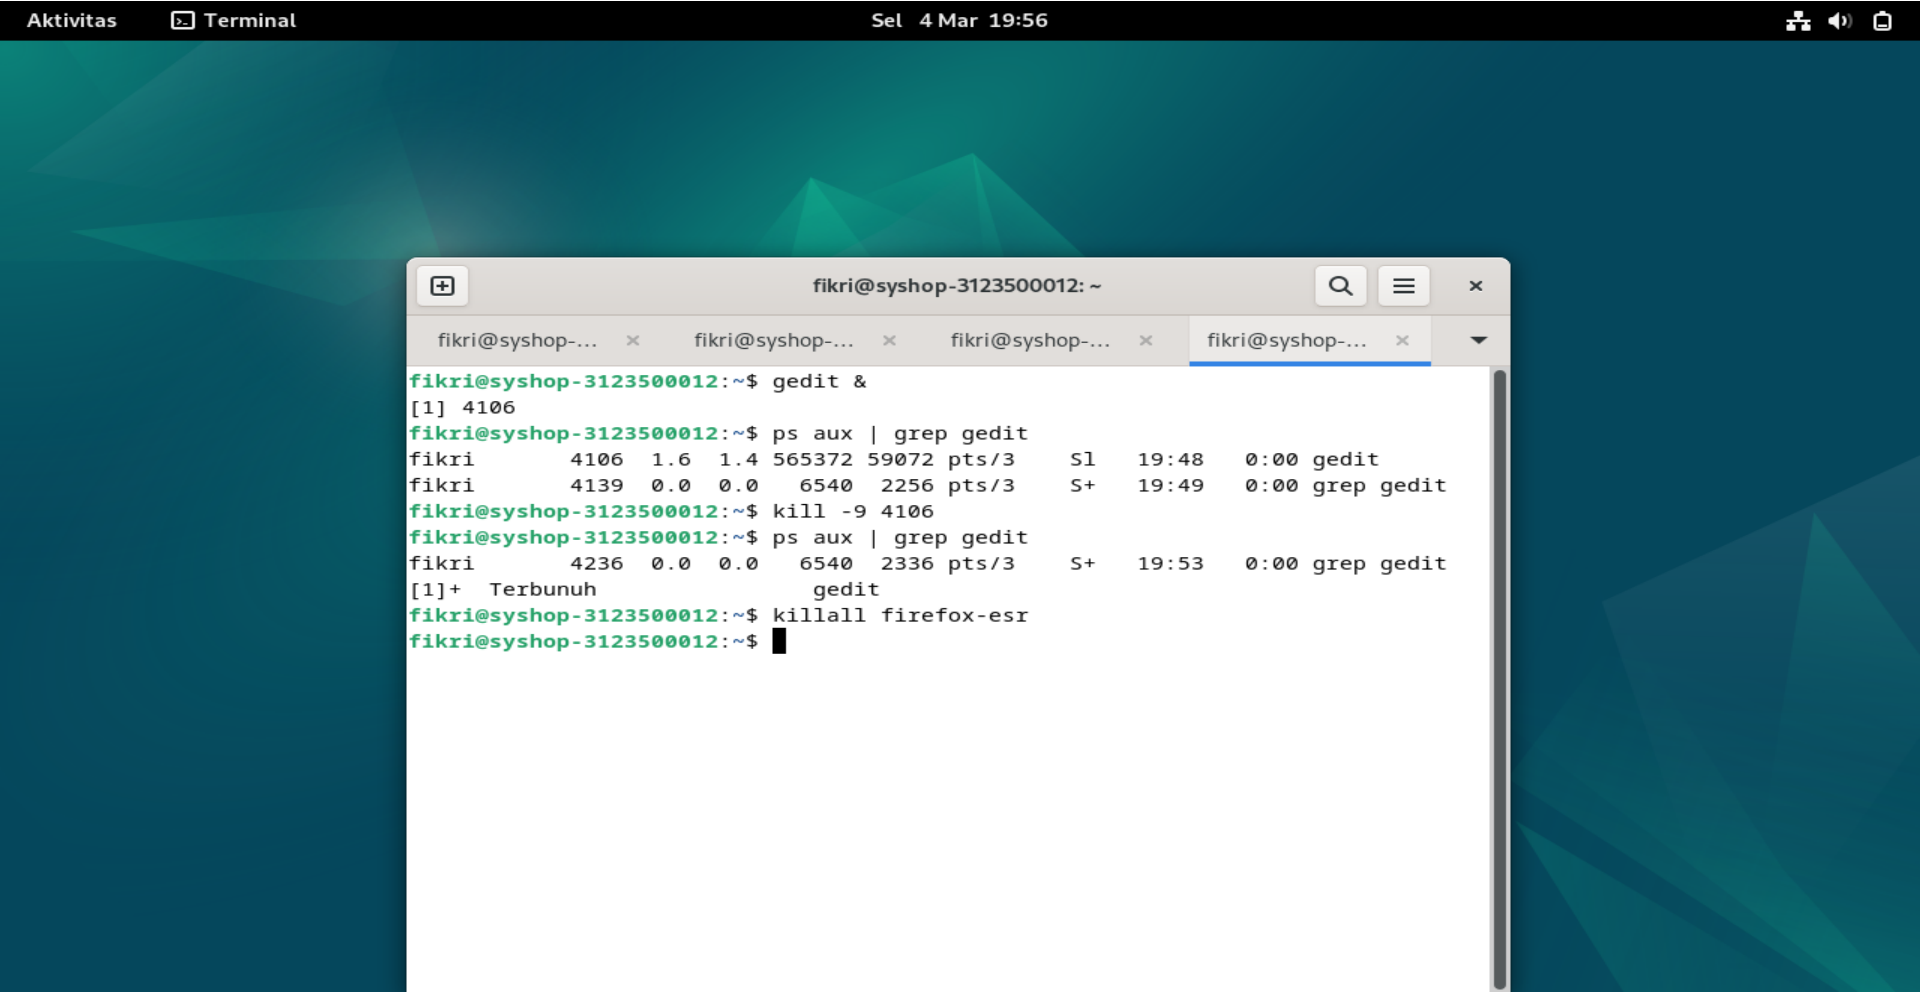 Aktivitas Terminal Sel 4 Mar 19:56
fikri@syshop-3123500012: ~
fikri@syshop-... fikri@syshop-... fikri@syshop-... fikri@syshop-...
fikri@syshop-3123500012:~$ gedit &
[1] 4106
fikri@syshop-3123500012:~$ ps aux | grep gedit
fikri 4106 1.6 1.4 565372 59072 pts/3 Sl 19:48 0:00 gedit
fikri 4139 0.0 0.0 6540 2256 pts/3 S+ 19:49 0:00 grep gedit
fikri@syshop-3123500012:~$ kill -9 4106
fikri@syshop-3123500012:~$ ps aux | grep gedit
fikri 4236 0.0 0.0 6540 2336 pts/3 S+ 19:53 0:00 grep gedit
[1]+ Terbunuh gedit
fikri@syshop-3123500012:~$ killall firefox-esr
fikri@syshop-3123500012:~$